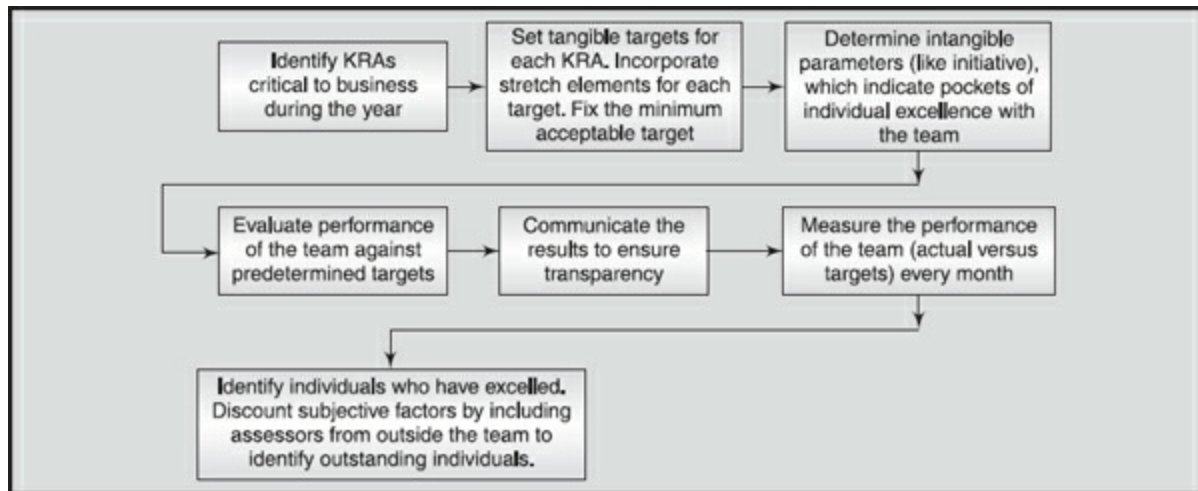 Identify KRAs
critical to business
during the year
Set tangible targets for
each KRA. Incorporate
stretch elements for each
target. Fix the minimum
acceptable target
Determine intangible
parameters (like initiative),
which indicate pockets of
individual excellence with
the team
Evaluate performance
of the team against
predetermined targets
Communicate the
results to ensure
transparency
Measure the performance
of the team (actual versus
targets) every month
Identify individuals who have excelled.
Discount subjective factors by including
assessors from outside the team to
identify outstanding individuals.